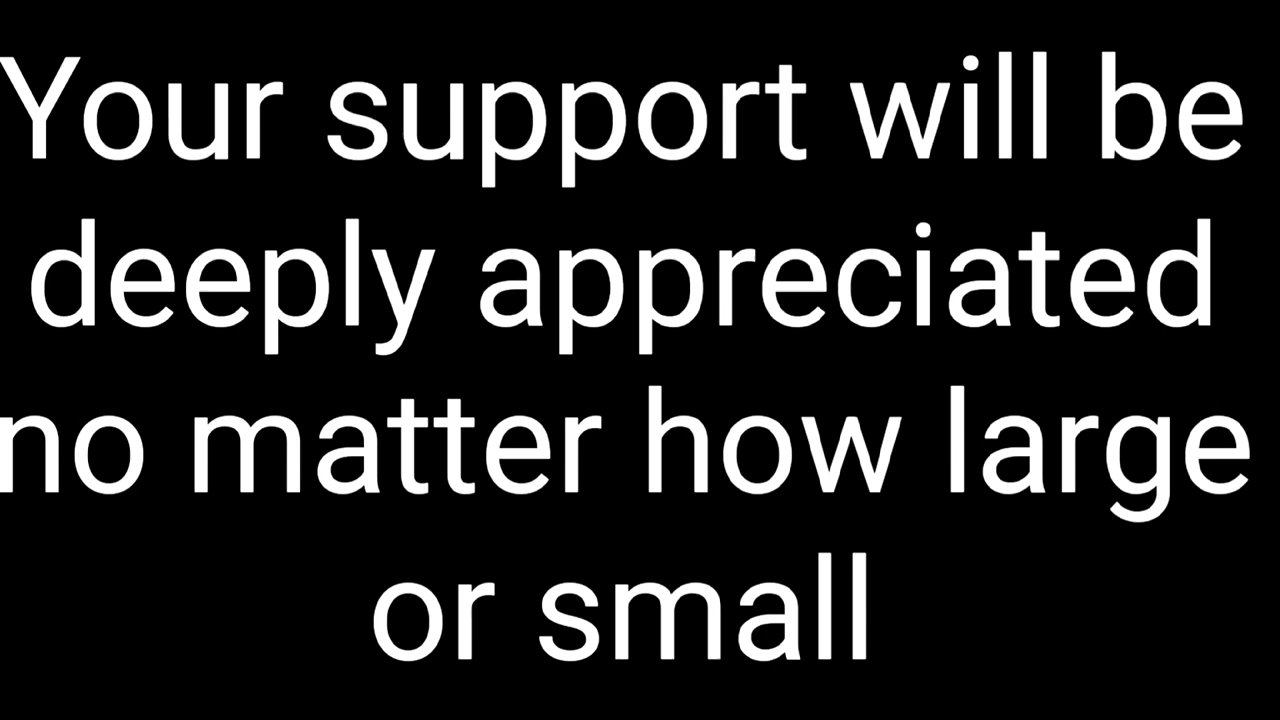 Your support will be
deeply appreciated
no matter how large
or small